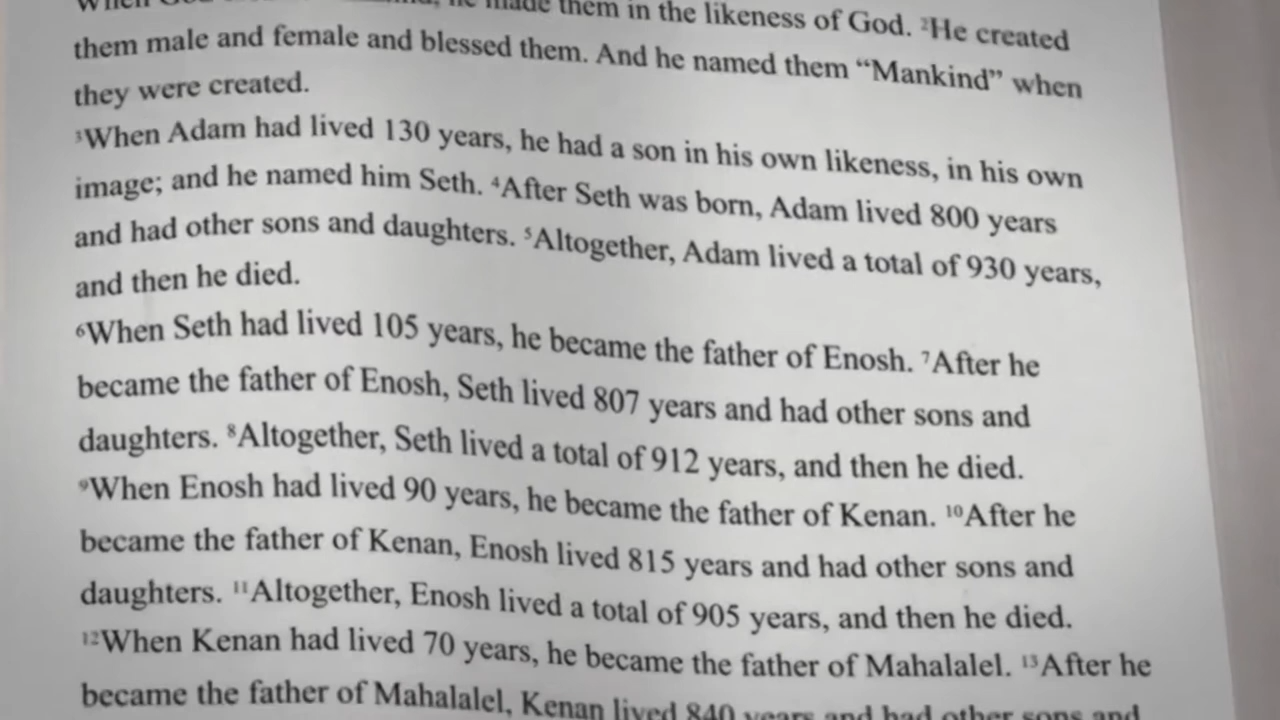 When God made them in the likeness of God. ²He created
them male and female and blessed them. And he named them “Mankind” when
they were created.
³When Adam had lived 130 years, he had a son in his own likeness, in his own
image; and he named him Seth. ⁴After Seth was born, Adam lived 800 years
and had other sons and daughters. ⁵Altogether, Adam lived a total of 930 years,
and then he died.
⁶When Seth had lived 105 years, he became the father of Enosh. ⁷After he
became the father of Enosh, Seth lived 807 years and had other sons and
daughters. ⁸Altogether, Seth lived a total of 912 years, and then he died.
⁹When Enosh had lived 90 years, he became the father of Kenan. ¹⁰After he
became the father of Kenan, Enosh lived 815 years and had other sons and
daughters. ¹¹Altogether, Enosh lived a total of 905 years, and then he died.
¹²When Kenan had lived 70 years, he became the father of Mahalalel. ¹³After he
became the father of Mahalalel, Kenan lived 840 years and had other sons and